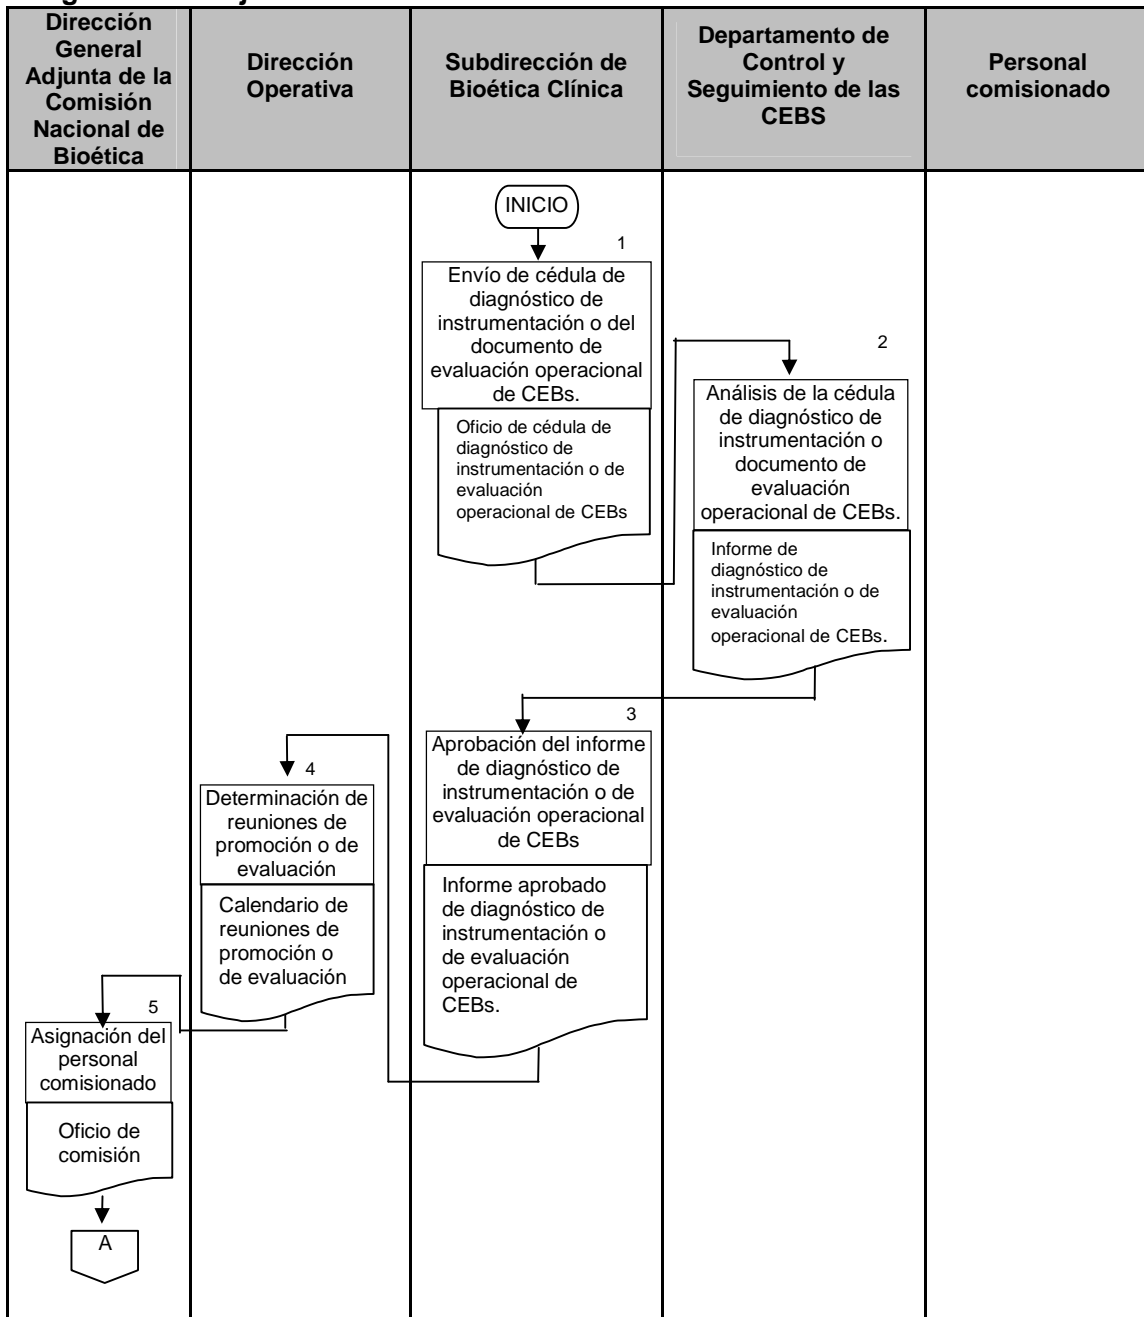 Dirección
General
Adjunta de la
Comisión
Nacional de
Bioética
Dirección
Operativa
Subdirección de
Bioética Clínica
Departamento de
Control y
Seguimiento de las
CEBS
Personal
comisionado
INICIO
1
Envío de cédula de
diagnóstico de
instrumentación o del
documento de
evaluación operacional
de CEBs.
Oficio de cédula de
diagnóstico de
instrumentación o de
evaluación
operacional de CEBs
2
Análisis de la cédula
de diagnóstico de
instrumentación o
documento de
evaluación
operacional de CEBs.
Informe de
diagnóstico de
instrumentación o de
evaluación
operacional de CEBs.
3
Aprobación del informe
de diagnóstico de
instrumentación o de
evaluación operacional
de CEBs
Informe aprobado
de diagnóstico de
instrumentación o
de evaluación
operacional de
CEBs.
4
Determinación de
reuniones de
promoción o de
evaluación
Calendario de
reuniones de
promoción o
de evaluación
5
Asignación del
personal
comisionado
Oficio de
comisión
A